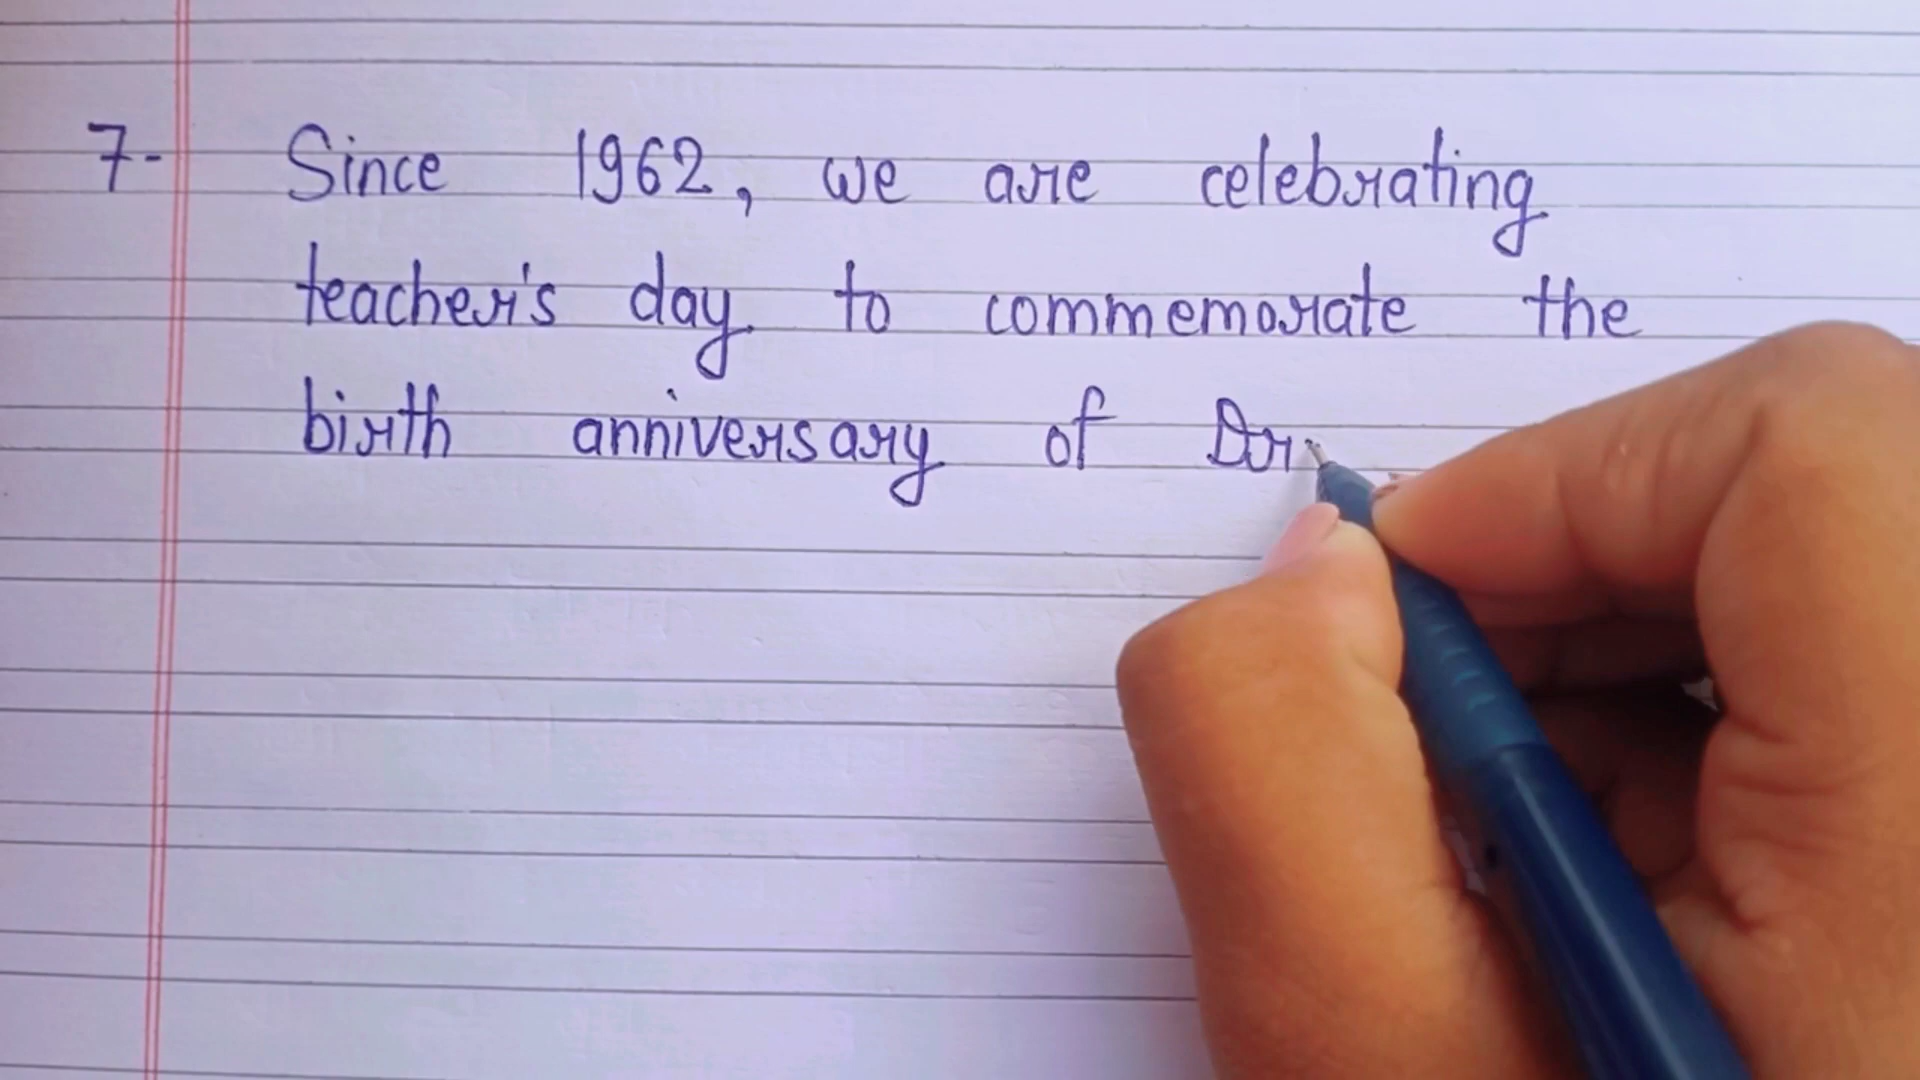 7- Since 1962, we are celebrating
teacher's day to commemorate the
birth anniversary of Dr